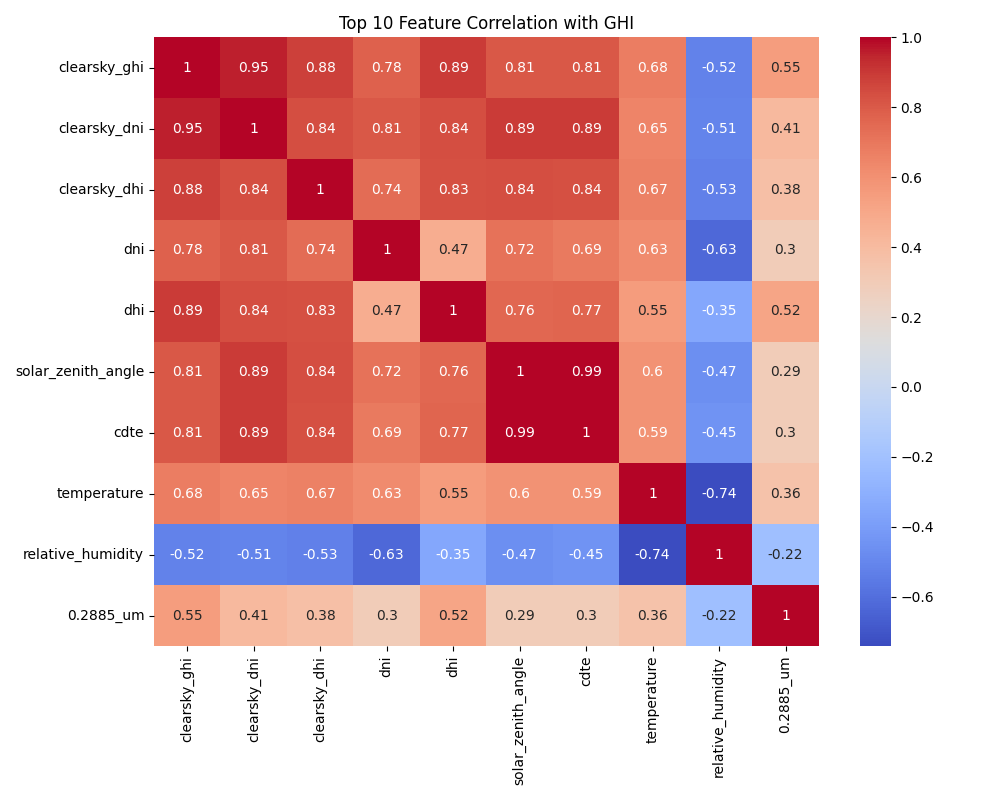 Top 10 Feature Correlation with GHI
clearsky_ghi 1 0.95 0.88 0.78 0.89 0.81 0.81 0.68 -0.52 0.55
clearsky_dni 0.95 1 0.84 0.81 0.84 0.89 0.89 0.65 -0.51 0.41
clearsky_dhi 0.88 0.84 1 0.74 0.83 0.84 0.84 0.67 -0.53 0.38
dni 0.78 0.81 0.74 1 0.47 0.72 0.69 0.63 -0.63 0.3
dhi 0.89 0.84 0.83 0.47 1 0.76 0.77 0.55 -0.35 0.52
solar_zenith_angle 0.81 0.89 0.84 0.72 0.76 1 0.99 0.6 -0.47 0.29
cdte 0.81 0.89 0.84 0.69 0.77 0.99 1 0.59 -0.45 0.3
temperature 0.68 0.65 0.67 0.63 0.55 0.6 0.59 1 -0.74 0.36
relative_humidity -0.52 -0.51 -0.53 -0.63 -0.35 -0.47 -0.45 -0.74 1 -0.22
0.2885_um 0.55 0.41 0.38 0.3 0.52 0.29 0.3 0.36 -0.22 1
clearsky_ghi
clearsky_dni
clearsky_dhi
dni
dhi
solar_zenith_angle
cdte
temperature
relative_humidity
0.2885_um
1.0
0.8
0.6
0.4
0.2
0.0
−0.2
−0.4
−0.6